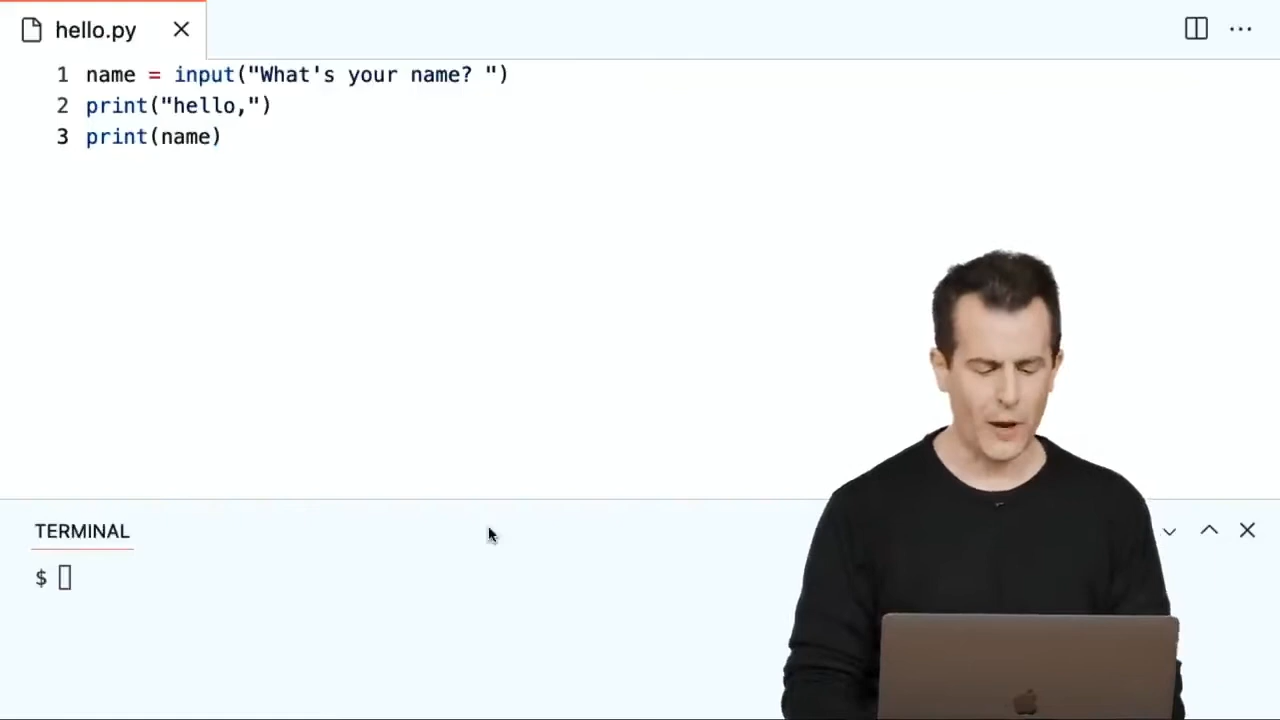 hello.py
1 name = input("What's your name? ")
2 print("hello,")
3 print(name)
TERMINAL
$